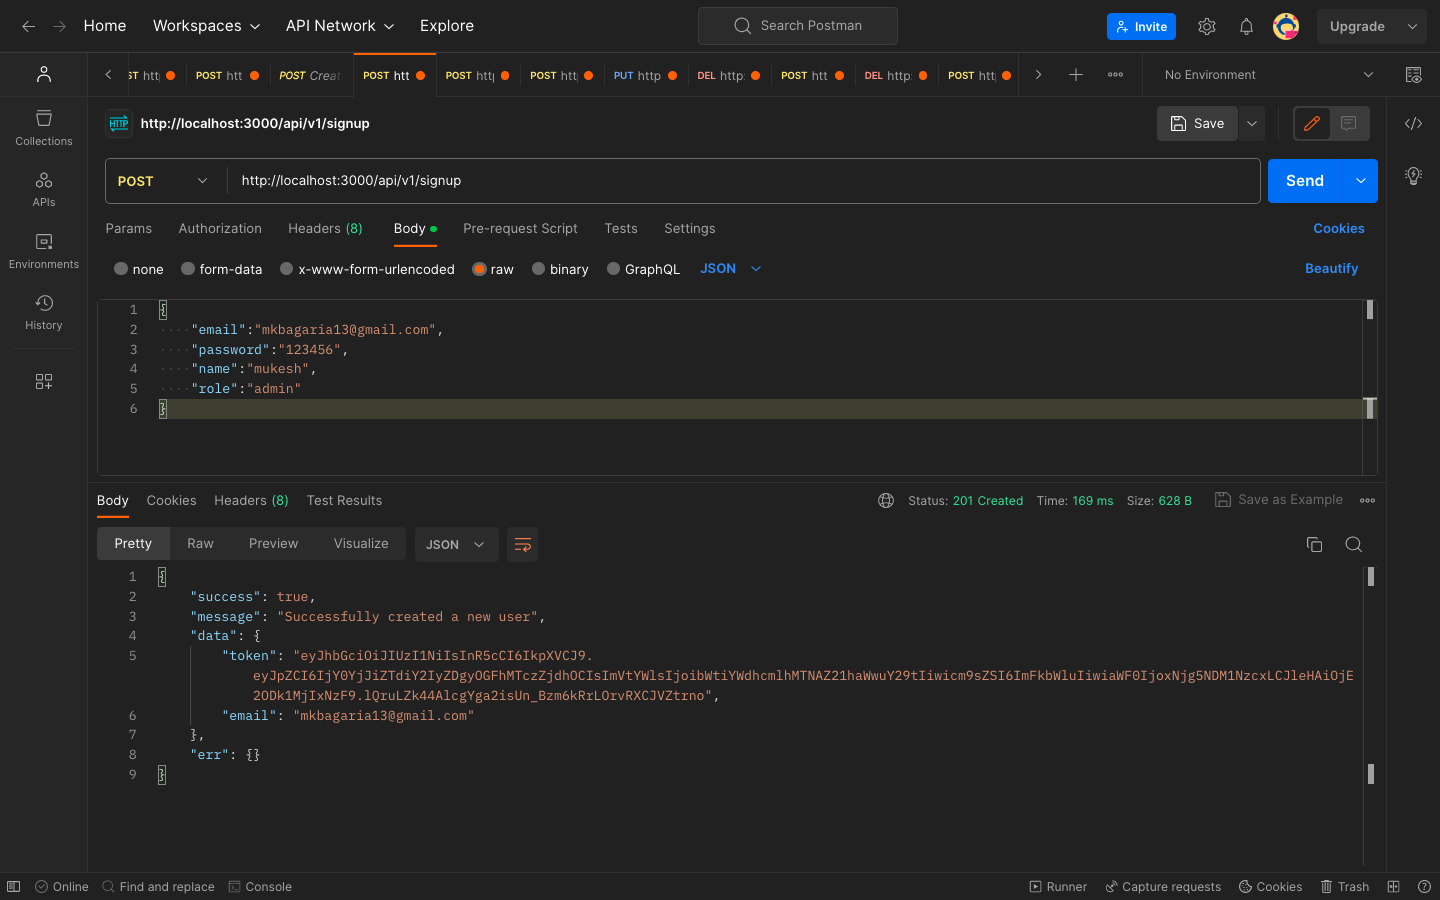 Home Workspaces API Network Explore Search Postman Invite Upgrade
ST htt POST htt POST Create POST htt POST http POST htt PUT http DEL http: POST htt DEL http: POST htt No Environment
HTTP http://localhost:3000/api/v1/signup Save
Collections
APIs
Environments
History
POST http://localhost:3000/api/v1/signup Send
Params Authorization Headers (8) Body Pre-request Script Tests Settings Cookies
none form-data x-www-form-urlencoded raw binary GraphQL JSON Beautify
1 {
2 "email":"mkbagaria13@gmail.com",
3 "password":"123456",
4 "name":"mukesh",
5 "role":"admin"
6 }
Body Cookies Headers (8) Test Results Status: 201 Created Time: 169 ms Size: 628 B Save as Example
Pretty Raw Preview Visualize JSON
1 {
2 "success": true,
3 "message": "Successfully created a new user",
4 "data": {
5 "token": "eyJhbGciOiJIUzI1NiIsInR5cCI6IkpXVCJ9.
eyJpZCI6IjY0YjJiZTdiY2IyZDgyOGFhMTczZjdhOCIsImVtYWlsIjoibWtiYWdhcmlhMTNAZ21haWwuY29tIiwicm9sZSI6ImFkbWluIiwiaWF0IjoxNjg5NDM1NzcxLCJleHAiOjE
2ODk1MjIxNzF9.lQruLZk44AlcgYga2isUn_Bzm6kRrLOrvRXCJVZtrno",
6 "email": "mkbagaria13@gmail.com"
7 },
8 "err": {}
9 }
Online Find and replace Console Runner Capture requests Cookies Trash